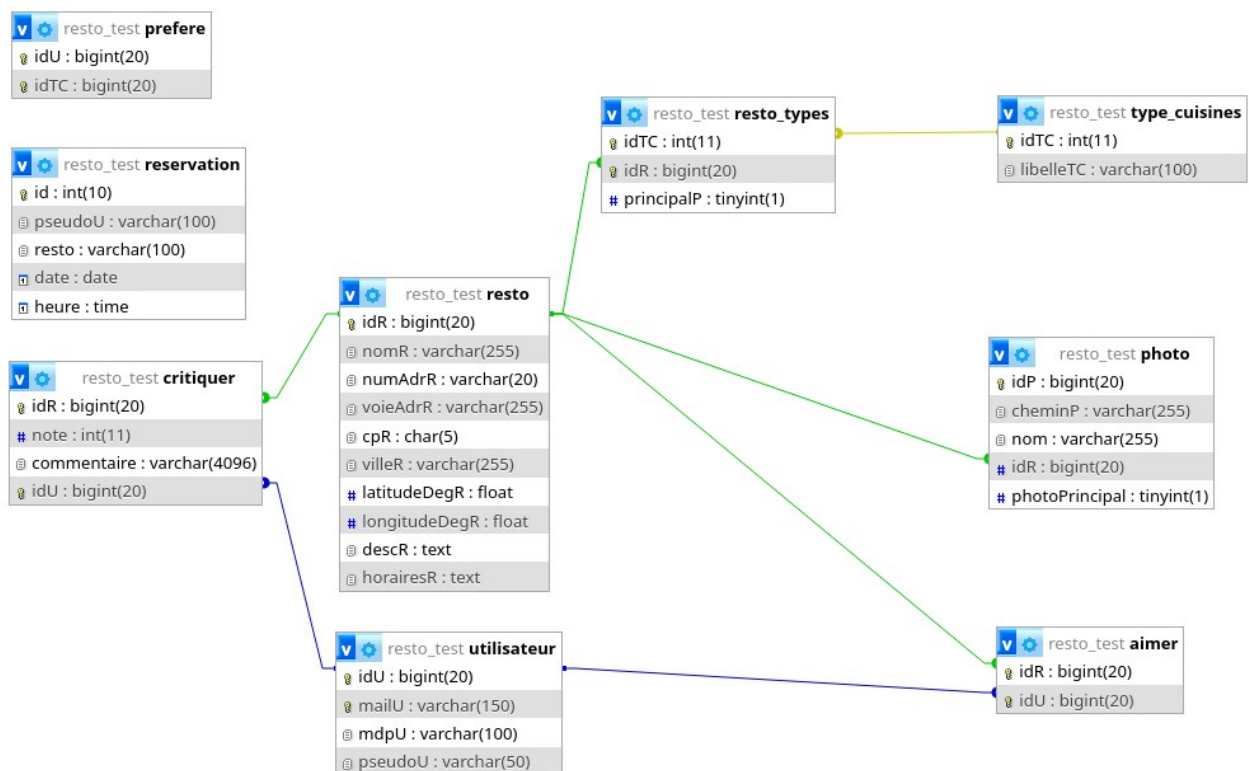 resto_test prefere
idU : bigint(20)
idTC : bigint(20)
resto_test reservation
id : int(10)
pseudoU : varchar(100)
resto : varchar(100)
date : date
heure : time
resto_test critiquer
idR : bigint(20)
note : int(11)
commentaire : varchar(4096)
idU : bigint(20)
resto_test resto
idR : bigint(20)
nomR : varchar(255)
numAdrR : varchar(20)
voieAdrR : varchar(255)
cpR : char(5)
villeR : varchar(255)
latitudeDegR : float
longitudeDegR : float
descR : text
horairesR : text
resto_test utilisateur
idU : bigint(20)
mailU : varchar(150)
mdpU : varchar(100)
pseudoU : varchar(50)
resto_test resto_types
idTC : int(11)
idR : bigint(20)
principalP : tinyint(1)
resto_test type_cuisines
idTC : int(11)
libelleTC : varchar(100)
resto_test photo
idP : bigint(20)
cheminP : varchar(255)
nom : varchar(255)
idR : bigint(20)
photoPrincipal : tinyint(1)
resto_test aimer
idR : bigint(20)
idU : bigint(20)